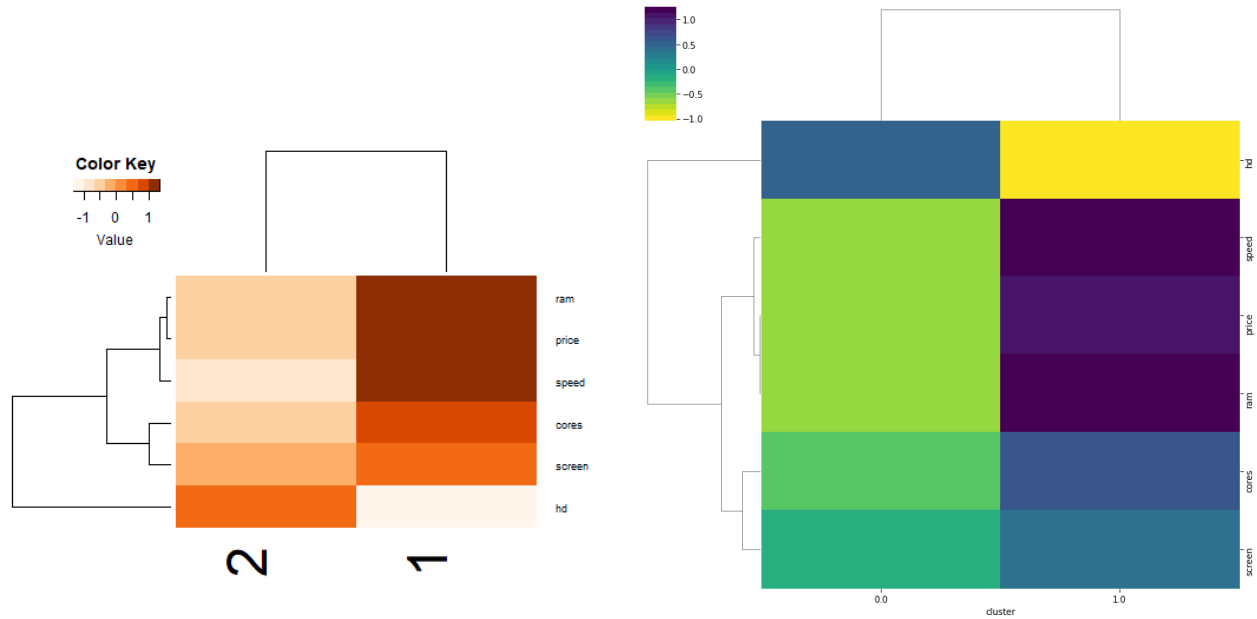 Color Key
-1 0 1
Value
ram
price
speed
cores
screen
hd
2 1
1.0
0.5
0.0
−0.5
−1.0
hd
speed
price
ram
cores
screen
0.0 1.0
cluster